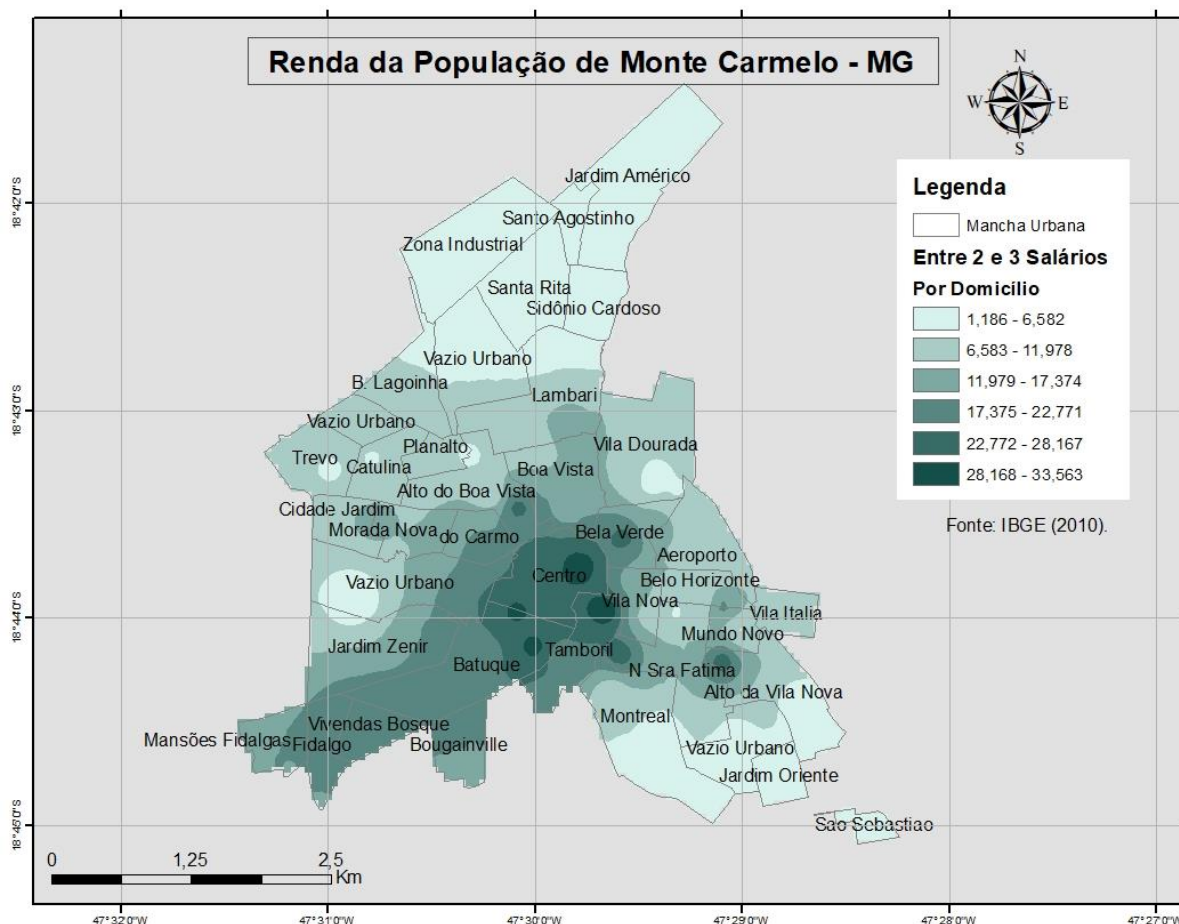 Renda da População de Monte Carmelo - MG
N
W E
S
Legenda
Mancha Urbana
Entre 2 e 3 Salários
Por Domicílio
1,186 - 6,582
6,583 - 11,978
11,979 - 17,374
17,375 - 22,771
22,772 - 28,167
28,168 - 33,563
Fonte: IBGE (2010).
Jardim Américo
Santo Agostinho
Zona Industrial
Santa Rita
Sidônio Cardoso
Vazio Urbano
B. Lagoinha
Lambari
Vazio Urbano
Vila Dourada
Planalto
Trevo
Catulina
Boa Vista
Alto do Boa Vista
Cidade Jardim
Morada Nova
do Carmo
Bela Verde
Aeroporto
Centro
Belo Horizonte
Vazio Urbano
Vila Nova
Vila Italia
Mundo Novo
Jardim Zenir
Tamboril
Batuque
N Sra Fatima
Alto da Vila Nova
Montreal
Vivendas Bosque
Mansões Fidalgas
Fidalgo
Bougainville
Vazio Urbano
Jardim Oriente
Sao Sebastiao
18°42'0"S
18°43'0"S
18°44'0"S
18°45'0"S
0 1,25 2,5
Km
47°32'0"W 47°31'0"W 47°30'0"W 47°29'0"W 47°28'0"W 47°27'0"W